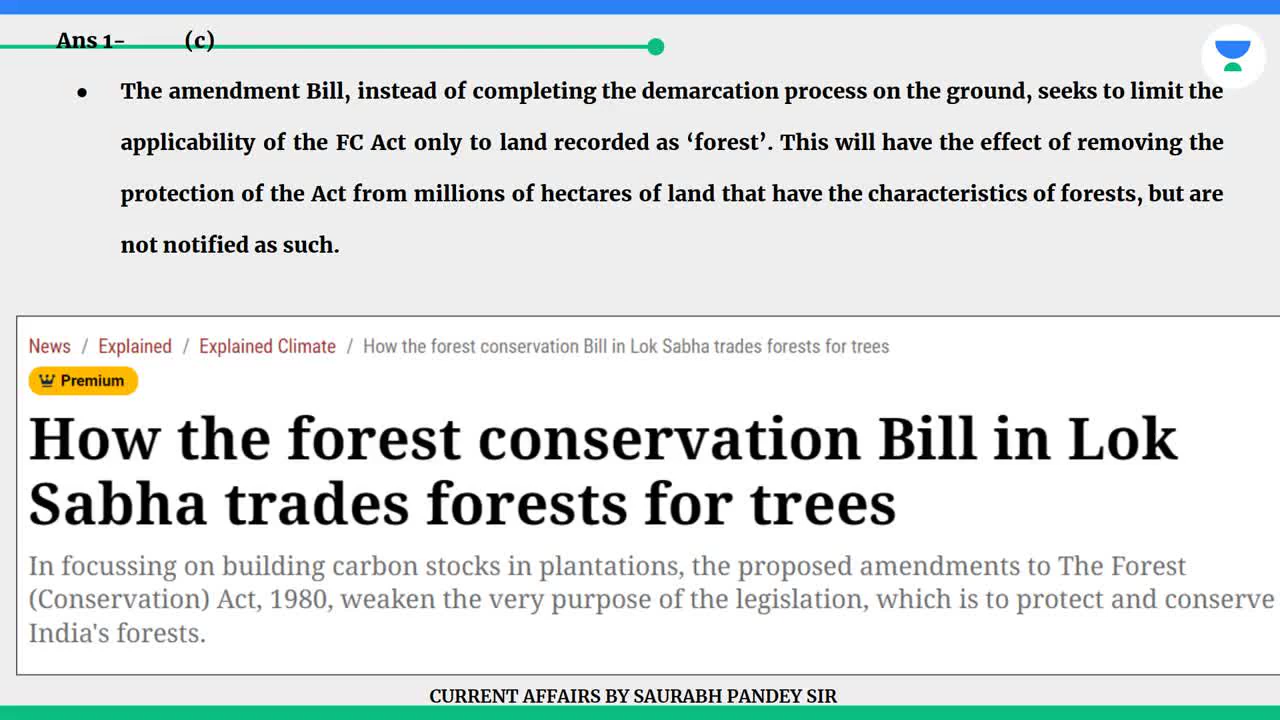 Ans 1- (c)
● The amendment Bill, instead of completing the demarcation process on the ground, seeks to limit the
applicability of the FC Act only to land recorded as ‘forest’. This will have the effect of removing the
protection of the Act from millions of hectares of land that have the characteristics of forests, but are
not notified as such.
News / Explained / Explained Climate / How the forest conservation Bill in Lok Sabha trades forests for trees
Premium
How the forest conservation Bill in Lok
Sabha trades forests for trees
In focussing on building carbon stocks in plantations, the proposed amendments to The Forest
(Conservation) Act, 1980, weaken the very purpose of the legislation, which is to protect and conserve
India's forests.
CURRENT AFFAIRS BY SAURABH PANDEY SIR